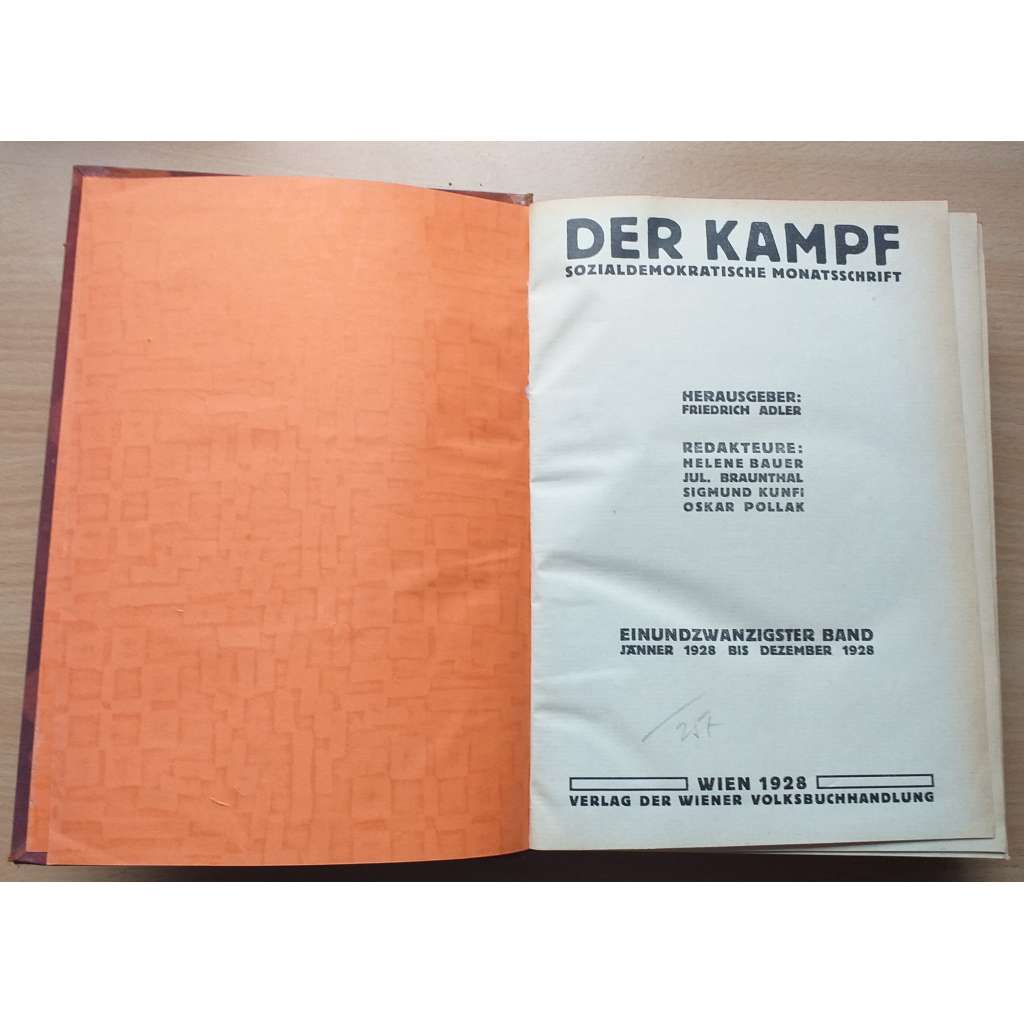 DER KAMPF
SOZIALDEMOKRATISCHE MONATSSCHRIFT
HERAUSGEBER:
FRIEDRICH ADLER
REDAKTEURE:
HELENE BAUER
JUL. BRAUNTHAL
SIGMUND KUNFI
OSKAR POLLAK
EINUNDZWANZIGSTER BAND
JÄNNER 1928 BIS DEZEMBER 1928
WIEN 1928
VERLAG DER WIENER VOLKSBUCHHANDLUNG